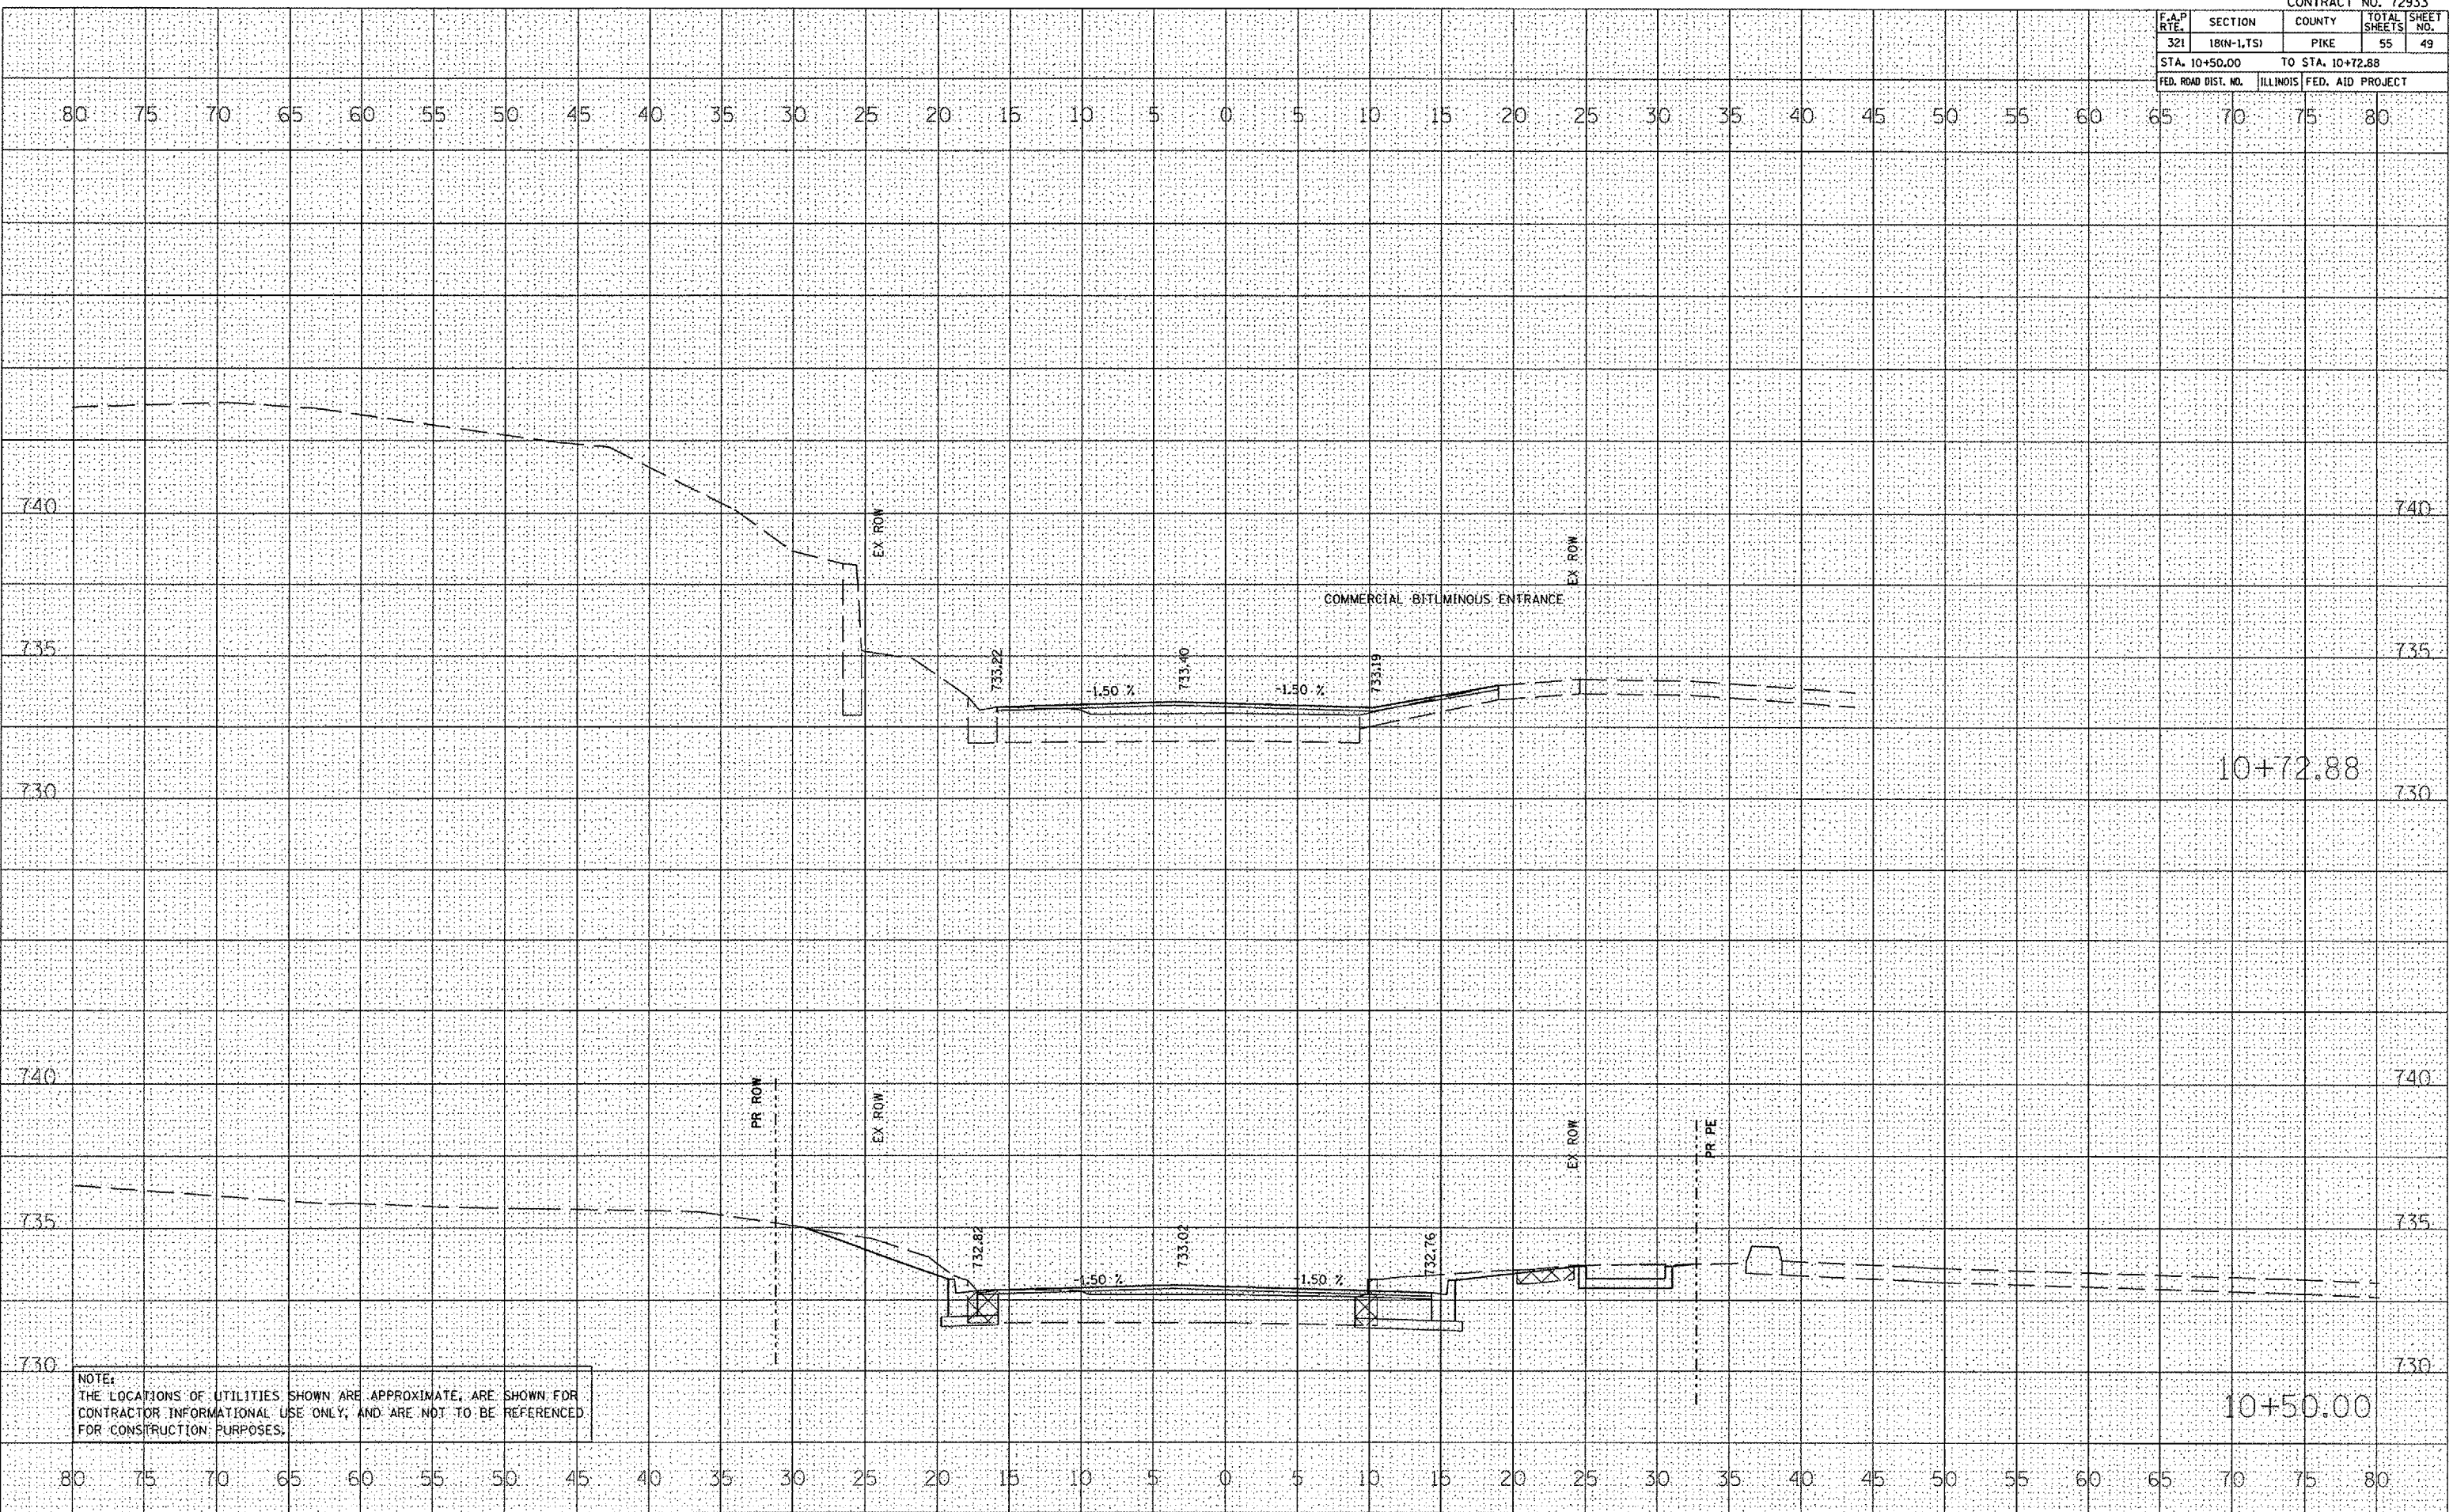 CONTRACT NO. 72933
F.A.P RTE. SECTION COUNTY TOTAL SHEETS SHEET NO.
321 18(N-1,TS) PIKE 55 49
STA. 10+50.00 TO STA. 10+72.88
FED. ROAD DIST. NO. ILLINOIS FED. AID PROJECT
80 75 70 65 60 55 50 45 40 35 30 25 20 15 10 5 0 5 10 15 20 25 30 35 40 45 50 55 60 65 70 75 80
740 EX ROW EX ROW 740
COMMERCIAL BITUMINOUS ENTRANCE
735 733.22 733.40 733.19 735
-1.50 % -1.50 %
10+72.88
730 730
740 PR ROW EX ROW EX ROW PR PE 740
735 732.82 733.02 732.76 735
-1.50 % -1.50 %
730 730
NOTE:
THE LOCATIONS OF UTILITIES SHOWN ARE APPROXIMATE, ARE SHOWN FOR
CONTRACTOR INFORMATIONAL USE ONLY, AND ARE NOT TO BE REFERENCED
FOR CONSTRUCTION PURPOSES.
10+50.00
80 75 70 65 60 55 50 45 40 35 30 25 20 15 10 5 0 5 10 15 20 25 30 35 40 45 50 55 60 65 70 75 80